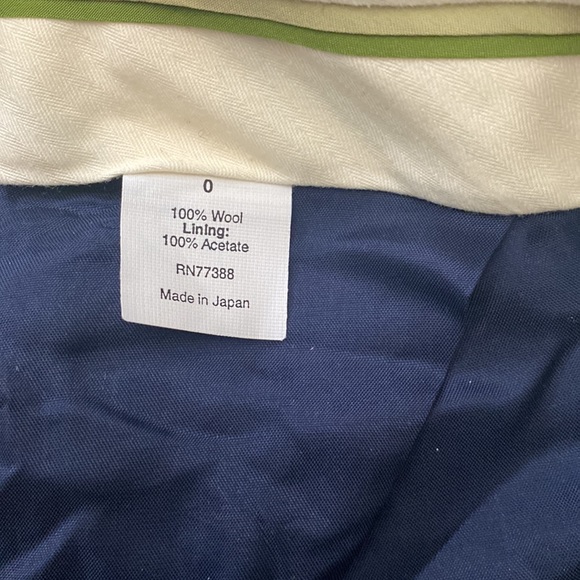 0
100% Wool
Lining:
100% Acetate
RN77388
Made in Japan